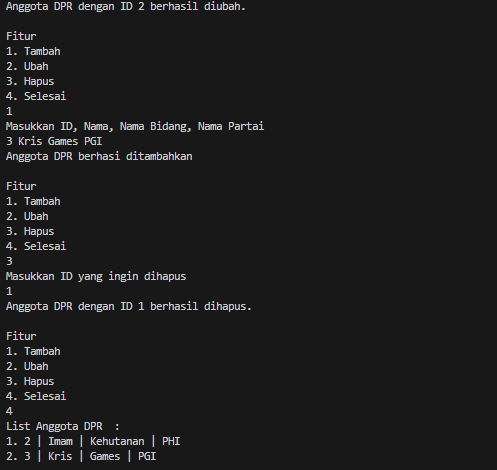 Anggota DPR dengan ID 2 berhasil diubah.
Fitur
1. Tambah
2. Ubah
3. Hapus
4. Selesai
1
Masukkan ID, Nama, Nama Bidang, Nama Partai
3 Kris Games PGI
Anggota DPR berhasi ditambahkan
Fitur
1. Tambah
2. Ubah
3. Hapus
4. Selesai
3
Masukkan ID yang ingin dihapus
1
Anggota DPR dengan ID 1 berhasil dihapus.
Fitur
1. Tambah
2. Ubah
3. Hapus
4. Selesai
4
List Anggota DPR  :
1. 2 | Imam | Kehutanan | PHI
2. 3 | Kris | Games | PGI